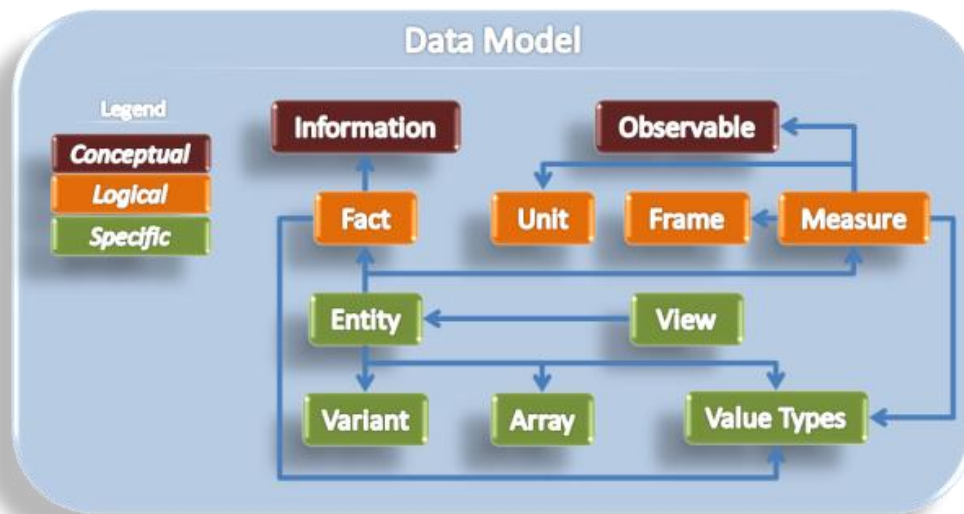 Data Model
Legend
Conceptual
Logical
Specific
Information
Observable
Fact
Unit
Frame
Measure
Entity
View
Variant
Array
Value Types